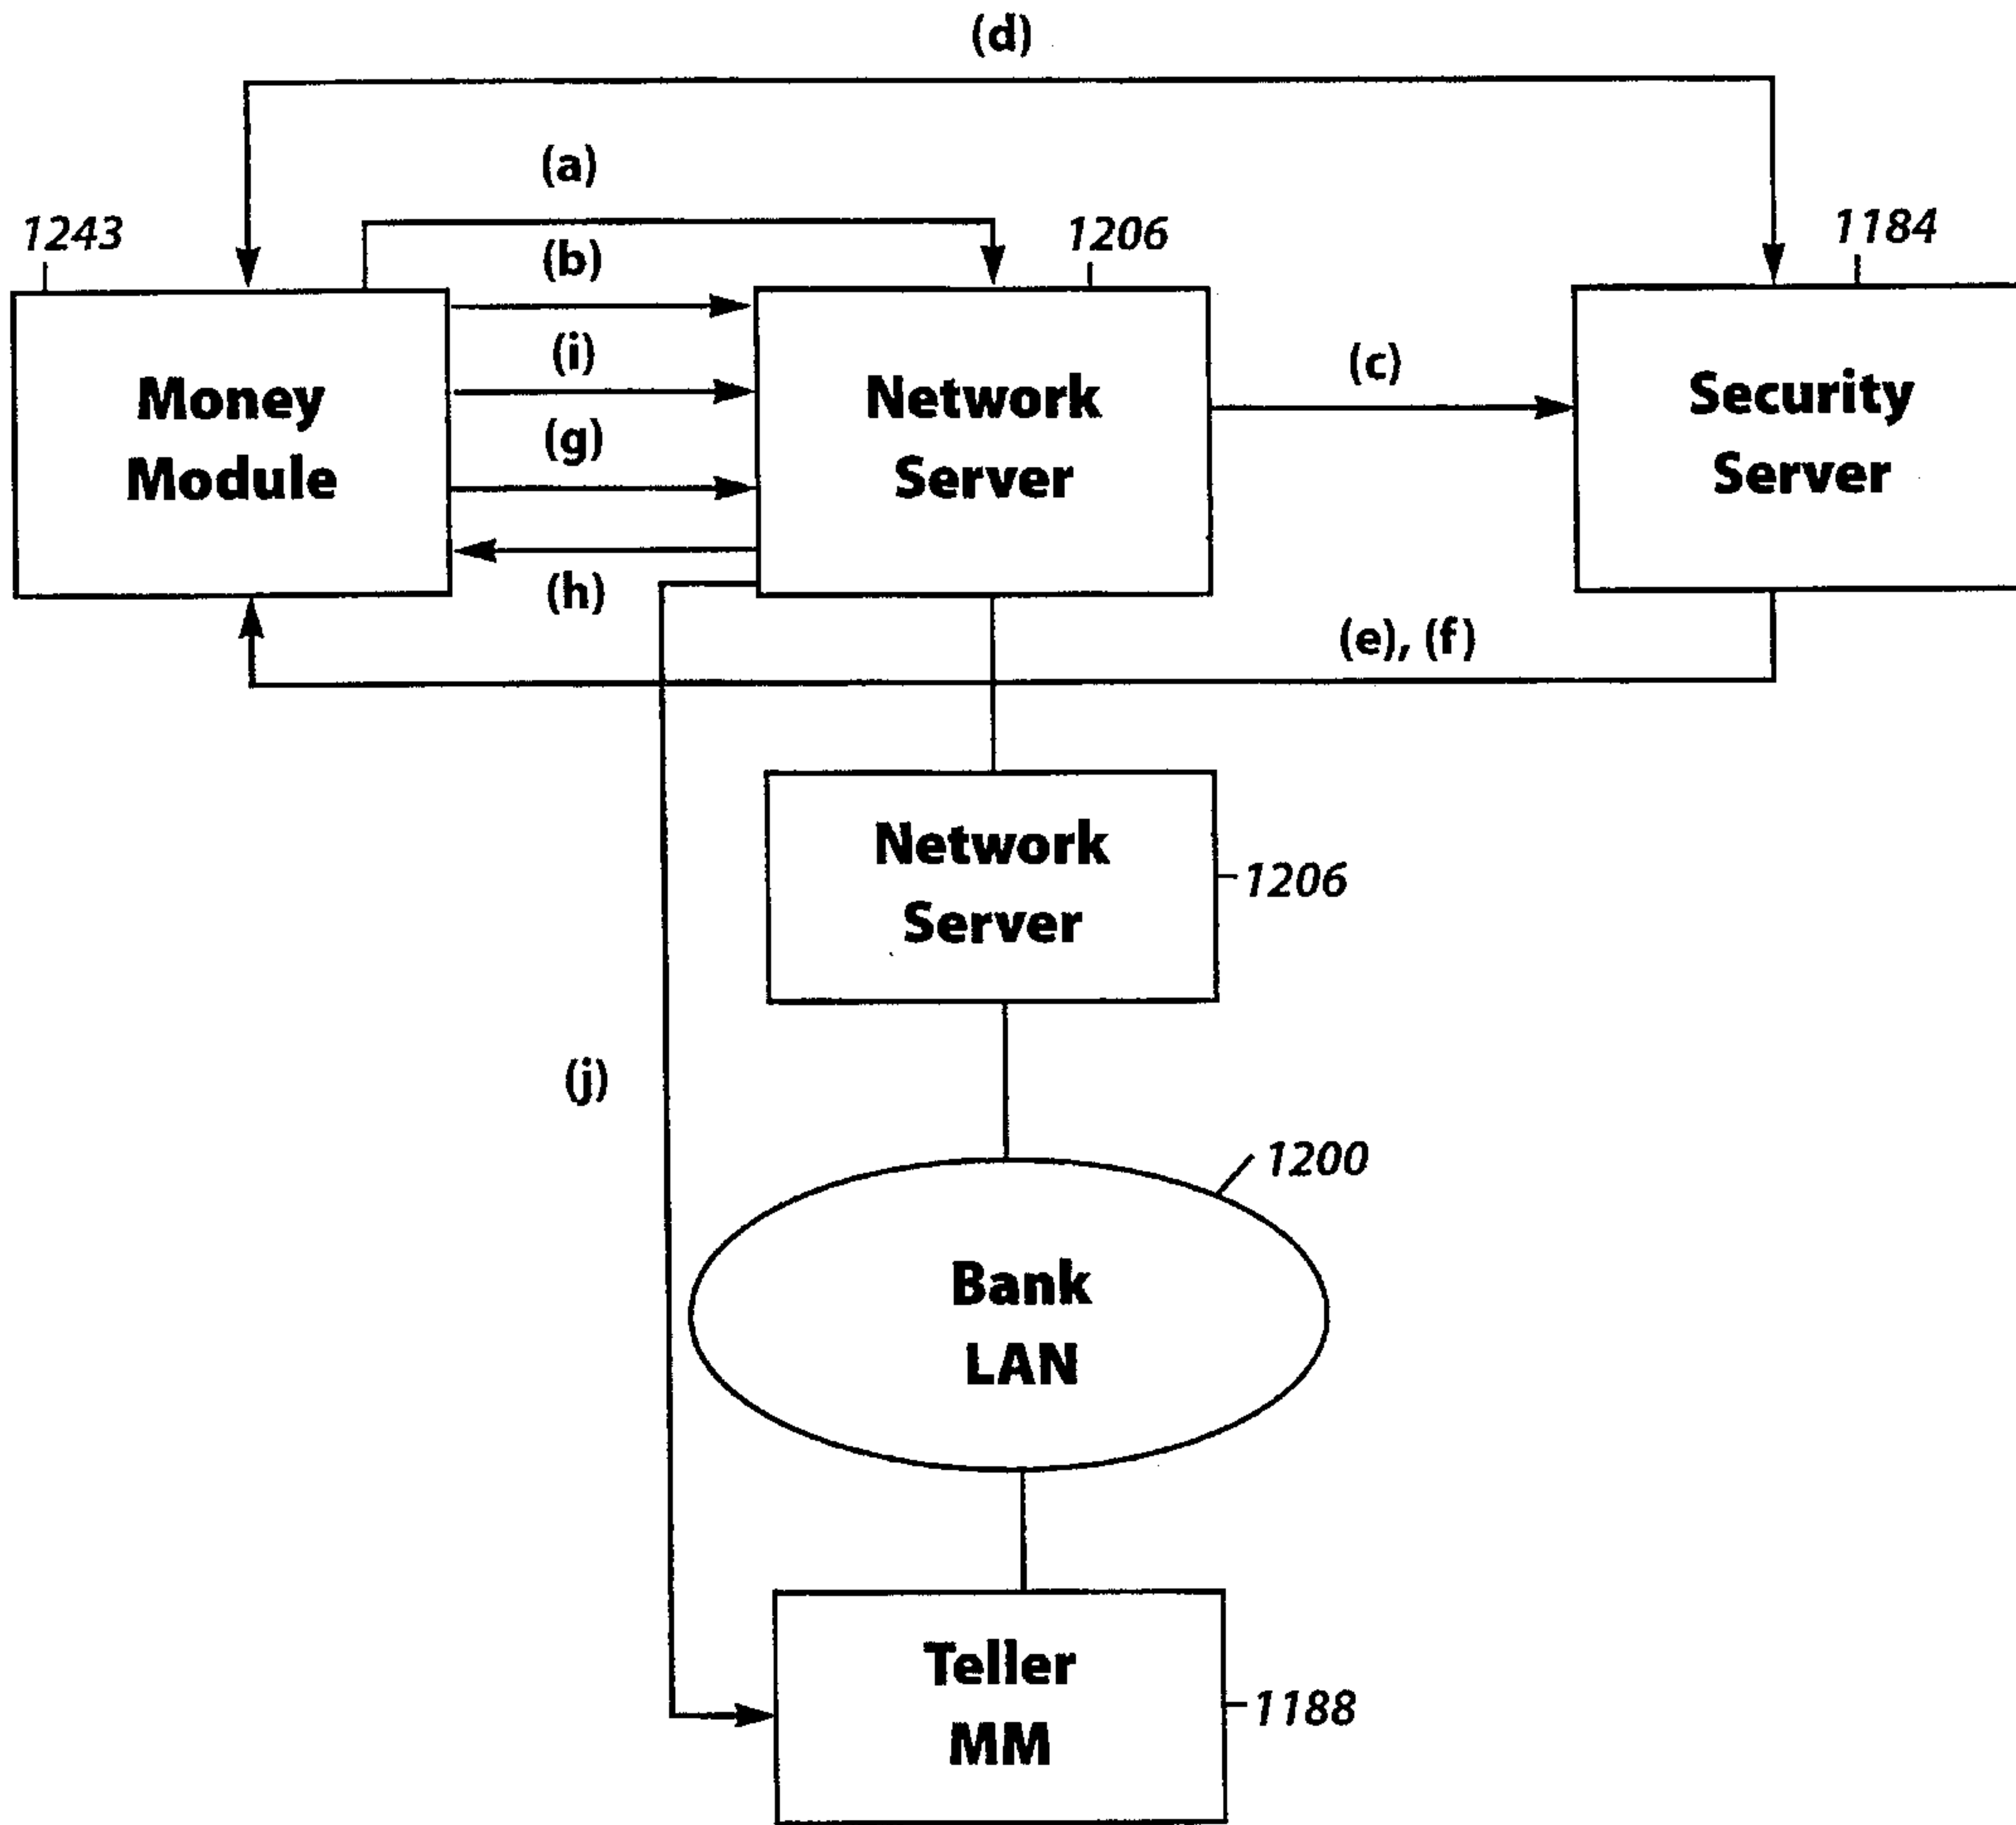 (d)
(a)
1243
(b)
1206
1184
(i)
(c)
Money
Module
Network
Server
Security
Server
(g)
(h)
(e), (f)
Network
Server
1206
(j)
1200
Bank
LAN
Teller
MM
1188